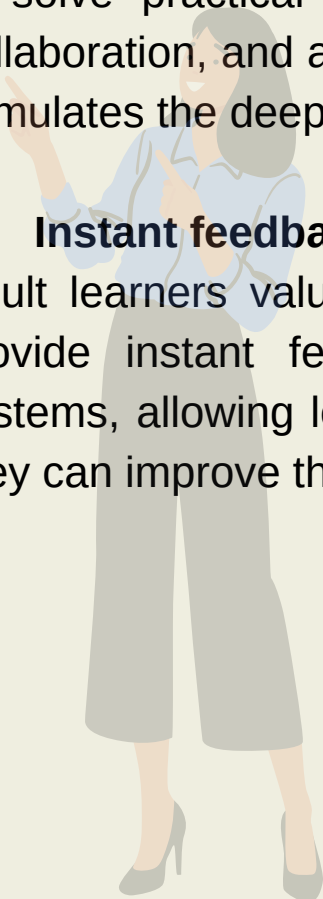 solve practical
llaboration, and a
mulates the deep
Instant feedba
ult learners valu
ovide instant fe
stems, allowing l
ey can improve th